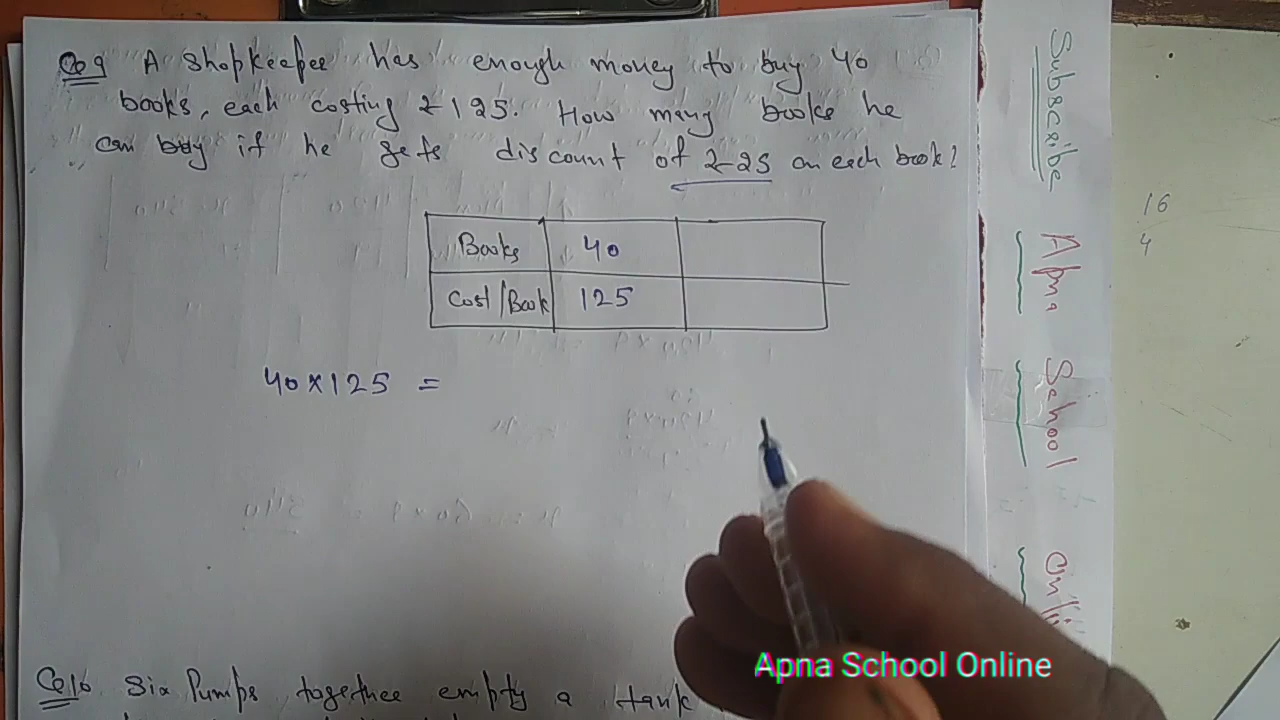 Q9 A Shopkeeper has enough money to buy 40
books, each costing ₹125. How many books he
can buy if he gets discount of ₹25 on each book?
Books 40
Cost/Book 125
40×125 =
Q16 Six Pumps together empty a tank
Subscribe Apna School
16
4
Apna School Online